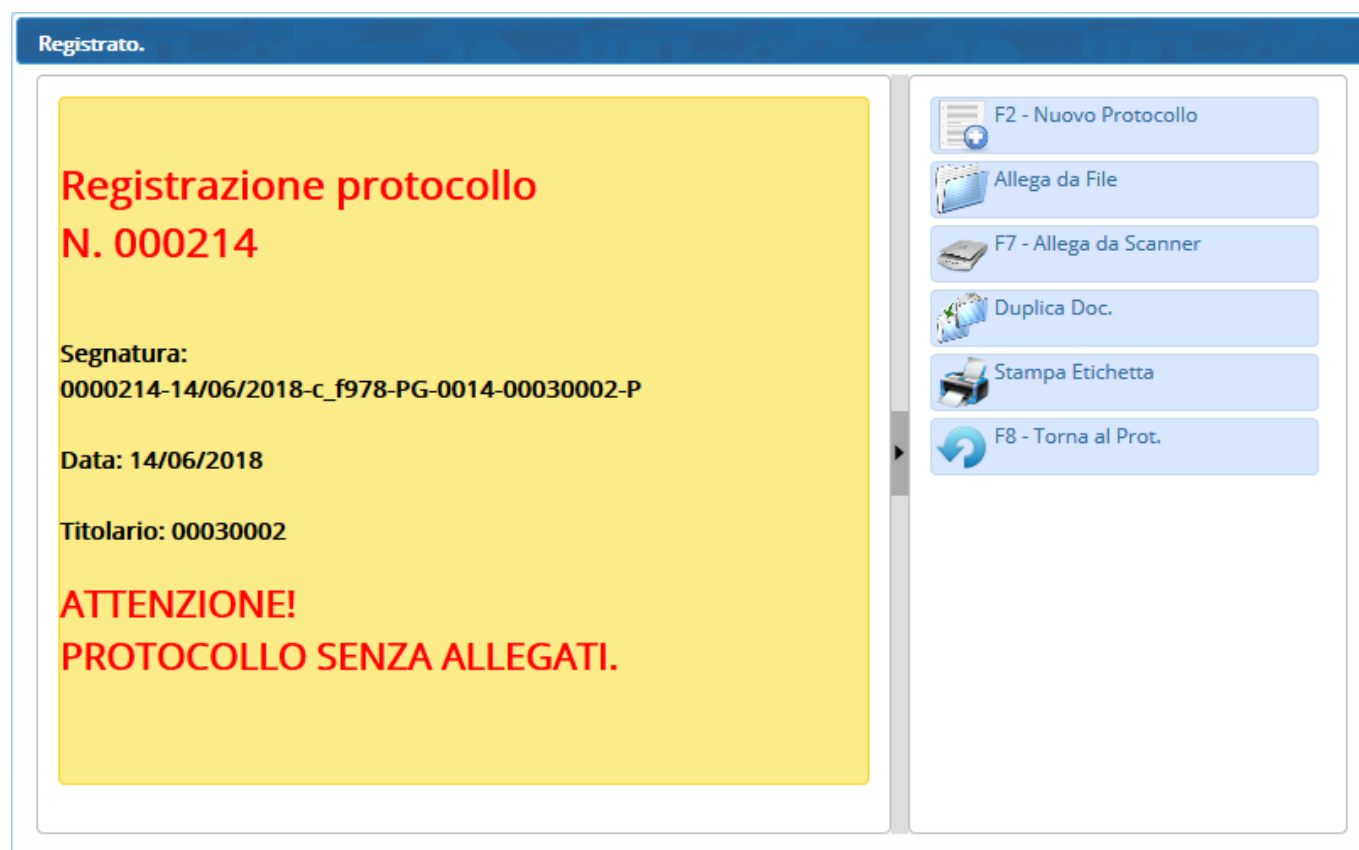 Registrato.
Registrazione protocollo
N. 000214
Segnatura:
0000214-14/06/2018-c_f978-PG-0014-00030002-P
Data: 14/06/2018
Titolario: 00030002
ATTENZIONE!
PROTOCOLLO SENZA ALLEGATI.
F2 - Nuovo Protocollo
Allega da File
F7 - Allega da Scanner
Duplica Doc.
Stampa Etichetta
F8 - Torna al Prot.